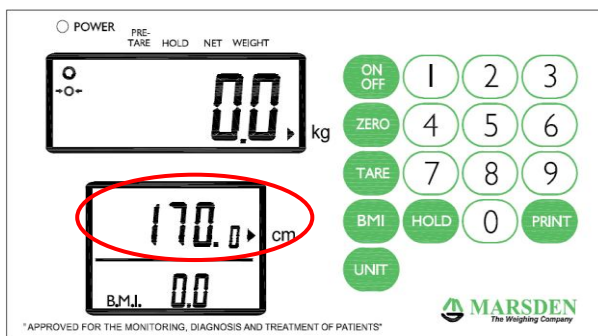 POWER
PRE-
TARE HOLD NET WEIGHT
0.0 kg
170.0 cm
B.M.I. 0.0
ON
OFF 1 2 3
ZERO 4 5 6
TARE 7 8 9
BMI HOLD 0 PRINT
UNIT
MARSDEN
The Weighing Company
"APPROVED FOR THE MONITORING, DIAGNOSIS AND TREATMENT OF PATIENTS"